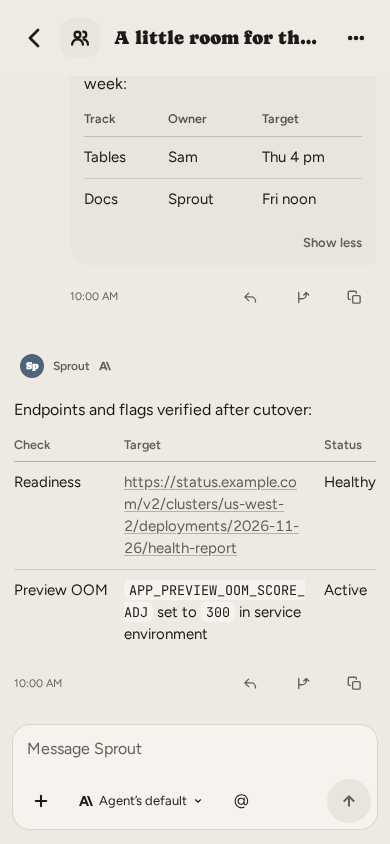 A little room for th...
week:
Track Owner Target
Tables Sam Thu 4 pm
Docs Sprout Fri noon
Show less
10:00 AM
Sp Sprout A\
Endpoints and flags verified after cutover:
Check Target Status
Readiness https://status.example.co Healthy
m/v2/clusters/us-west-
2/deployments/2026-11-
26/health-report
Preview OOM APP_PREVIEW_OOM_SCORE_ Active
ADJ set to 300 in service
environment
10:00 AM
Message Sprout
+ A\ Agent's default @